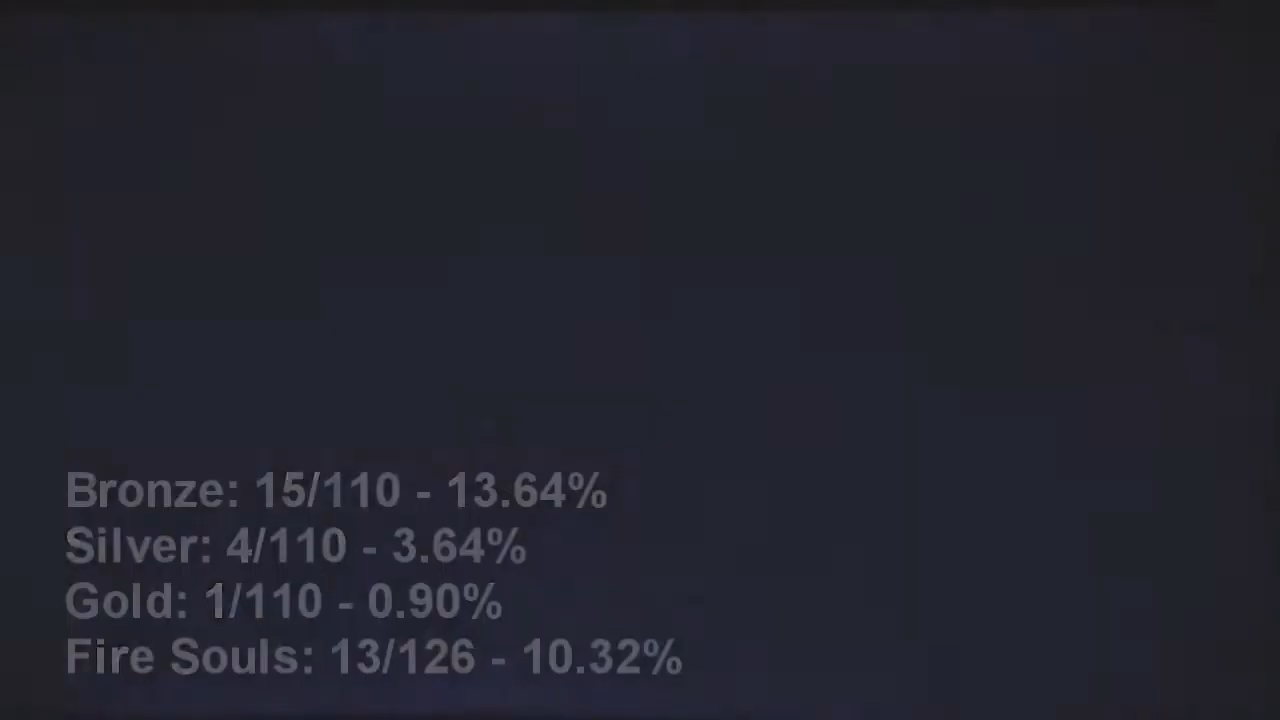 Bronze: 15/110 - 13.64%
Silver: 4/110 - 3.64%
Gold: 1/110 - 0.90%
Fire Souls: 13/126 - 10.32%